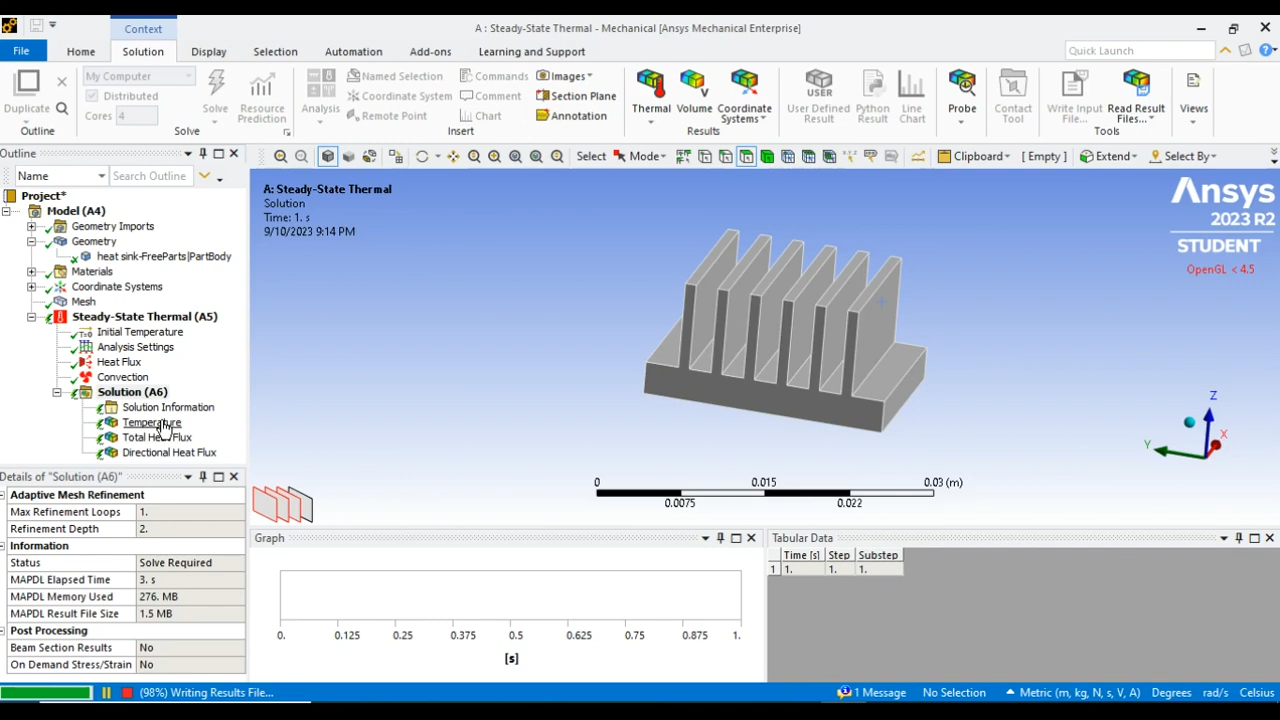 Context
A : Steady-State Thermal - Mechanical [Ansys Mechanical Enterprise]
File Home Solution Display Selection Automation Add-ons Learning and Support Quick Launch
Duplicate
Outline
My Computer
Distributed
Cores 4
Solve
Resource Prediction
Solve
Analysis
Named Selection
Coordinate System
Remote Point
Commands
Comment
Chart
Images
Section Plane
Annotation
Insert
Thermal
Volume
Coordinate Systems
Results
USER
User Defined Result
Python Result
Line Chart
Probe
Contact Tool
Write Input File...
Read Result Files...
Tools
Views
Outline
Name Search Outline
Select Mode Clipboard [ Empty ] Extend Select By
Project*
Model (A4)
Geometry Imports
Geometry
heat sink-FreeParts|PartBody
Materials
Coordinate Systems
Mesh
Steady-State Thermal (A5)
Initial Temperature
Analysis Settings
Heat Flux
Convection
Solution (A6)
Solution Information
Temperature
Total Heat Flux
Directional Heat Flux
A: Steady-State Thermal
Solution
Time: 1. s
9/10/2023 9:14 PM
Ansys
2023 R2
STUDENT
OpenGL < 4.5
Z
Y
X
0 0.015 0.03 (m)
0.0075 0.022
Details of "Solution (A6)"
Adaptive Mesh Refinement
Max Refinement Loops 1.
Refinement Depth 2.
Information
Status Solve Required
MAPDL Elapsed Time 3. s
MAPDL Memory Used 276. MB
MAPDL Result File Size 1.5 MB
Post Processing
Beam Section Results No
On Demand Stress/Strain No
Graph
0. 0.125 0.25 0.375 0.5 0.625 0.75 0.875 1.
[s]
Tabular Data
Time [s] Step Substep
1 1. 1. 1.
(98%) Writing Results File... 1 Message No Selection Metric (m, kg, N, s, V, A) Degrees rad/s Celsius